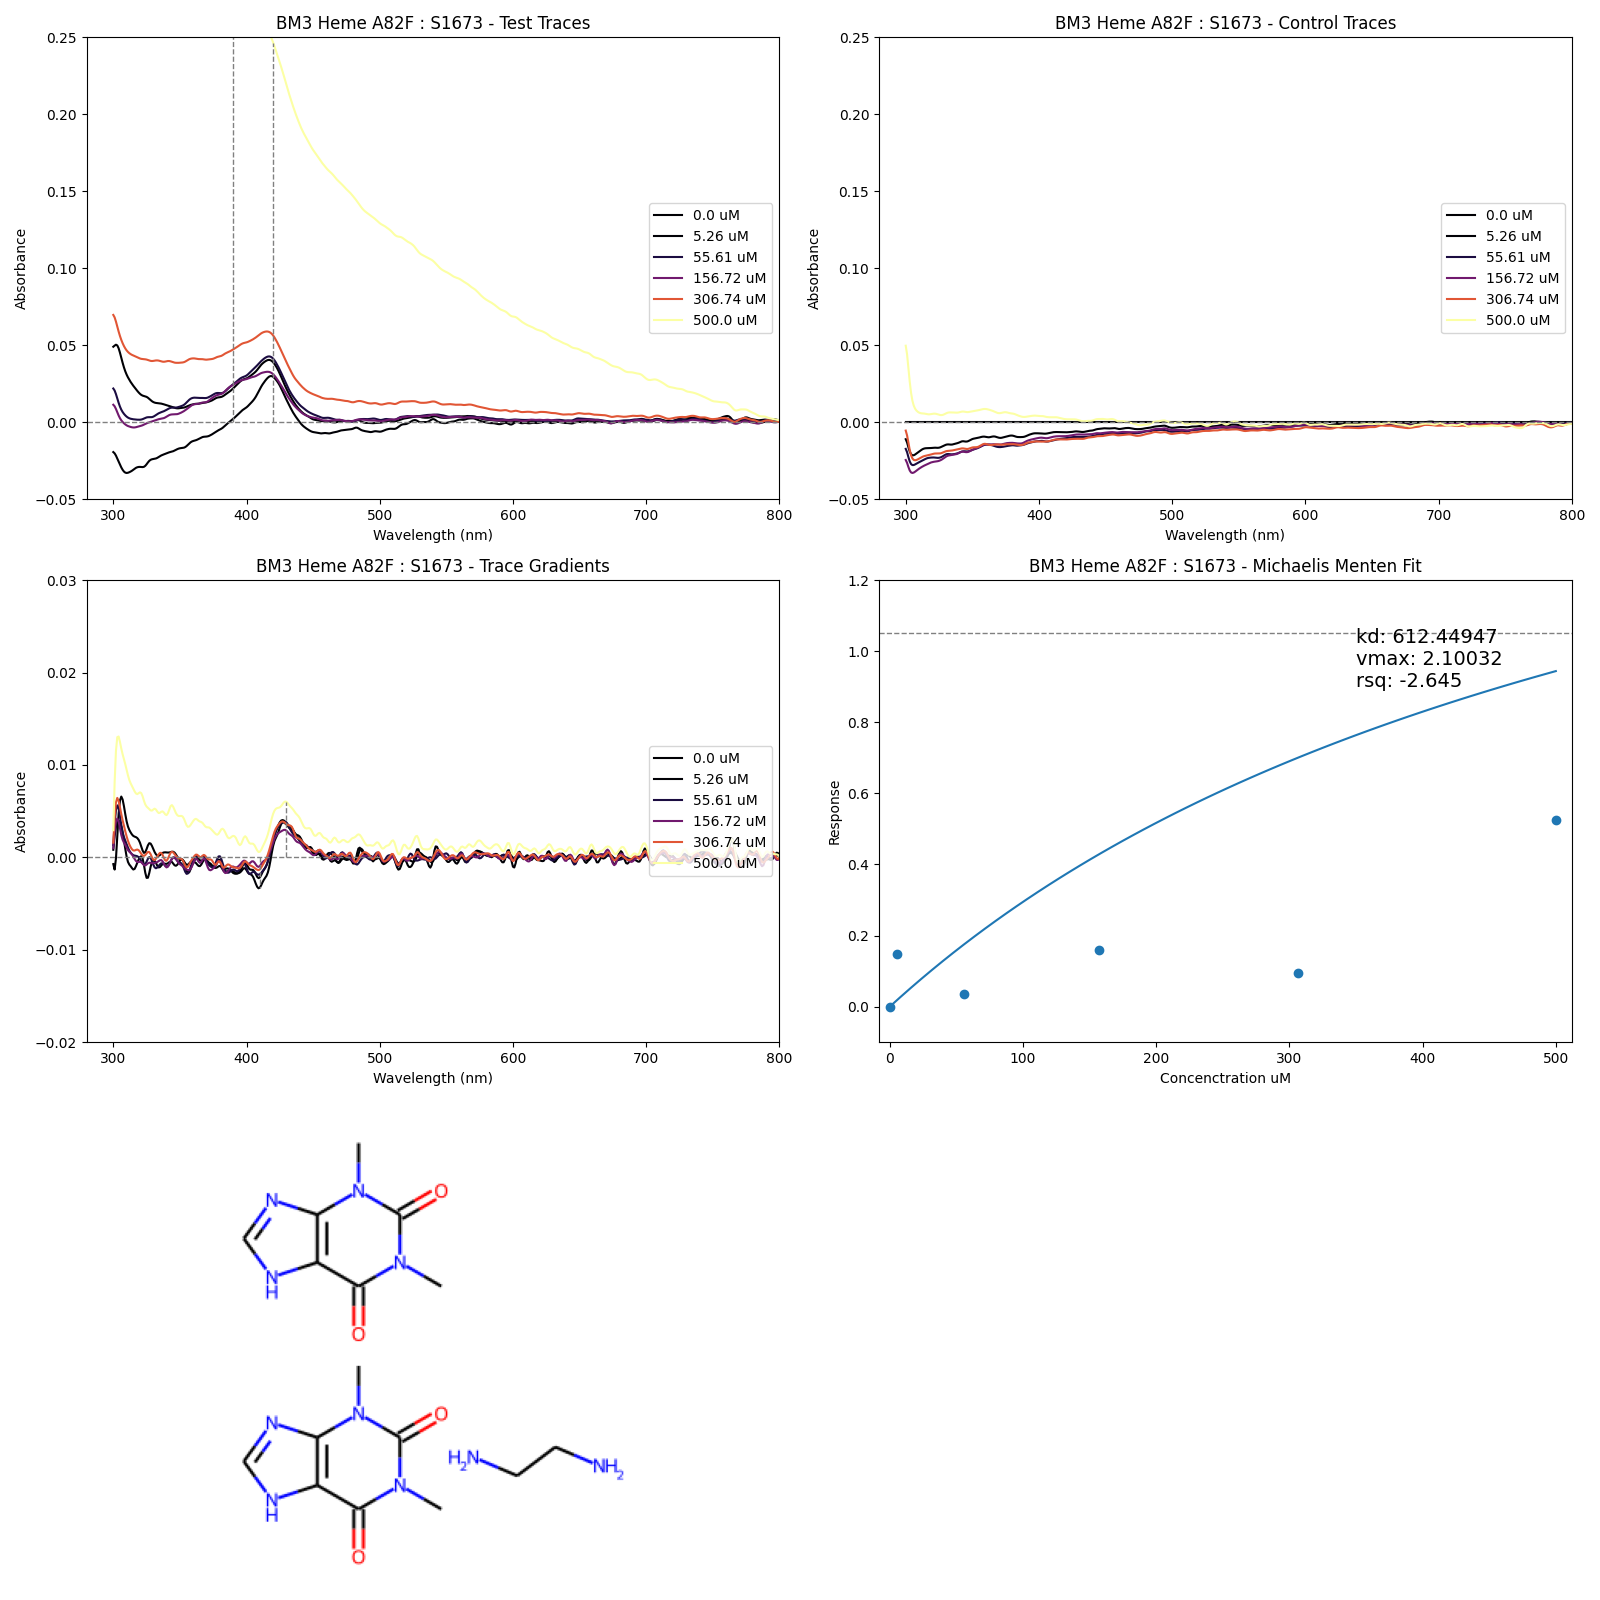 BM3 Heme A82F : S1673 - Test Traces
0.25
0.20
0.15
0.10
0.05
0.00
−0.05
Absorbance
300 400 500 600 700 800
Wavelength (nm)
0.0 uM
5.26 uM
55.61 uM
156.72 uM
306.74 uM
500.0 uM
BM3 Heme A82F : S1673 - Control Traces
0.25
0.20
0.15
0.10
0.05
0.00
−0.05
Absorbance
300 400 500 600 700 800
Wavelength (nm)
0.0 uM
5.26 uM
55.61 uM
156.72 uM
306.74 uM
500.0 uM
BM3 Heme A82F : S1673 - Trace Gradients
0.03
0.02
0.01
0.00
−0.01
−0.02
Absorbance
300 400 500 600 700 800
Wavelength (nm)
0.0 uM
5.26 uM
55.61 uM
156.72 uM
306.74 uM
500.0 uM
BM3 Heme A82F : S1673 - Michaelis Menten Fit
1.2
1.0
0.8
0.6
0.4
0.2
0.0
Response
kd: 612.44947
vmax: 2.10032
rsq: -2.645
0 100 200 300 400 500
Concenctration uM
N
N
O
N
N
H
O
N
N
O
H2N
NH2
N
N
H
O